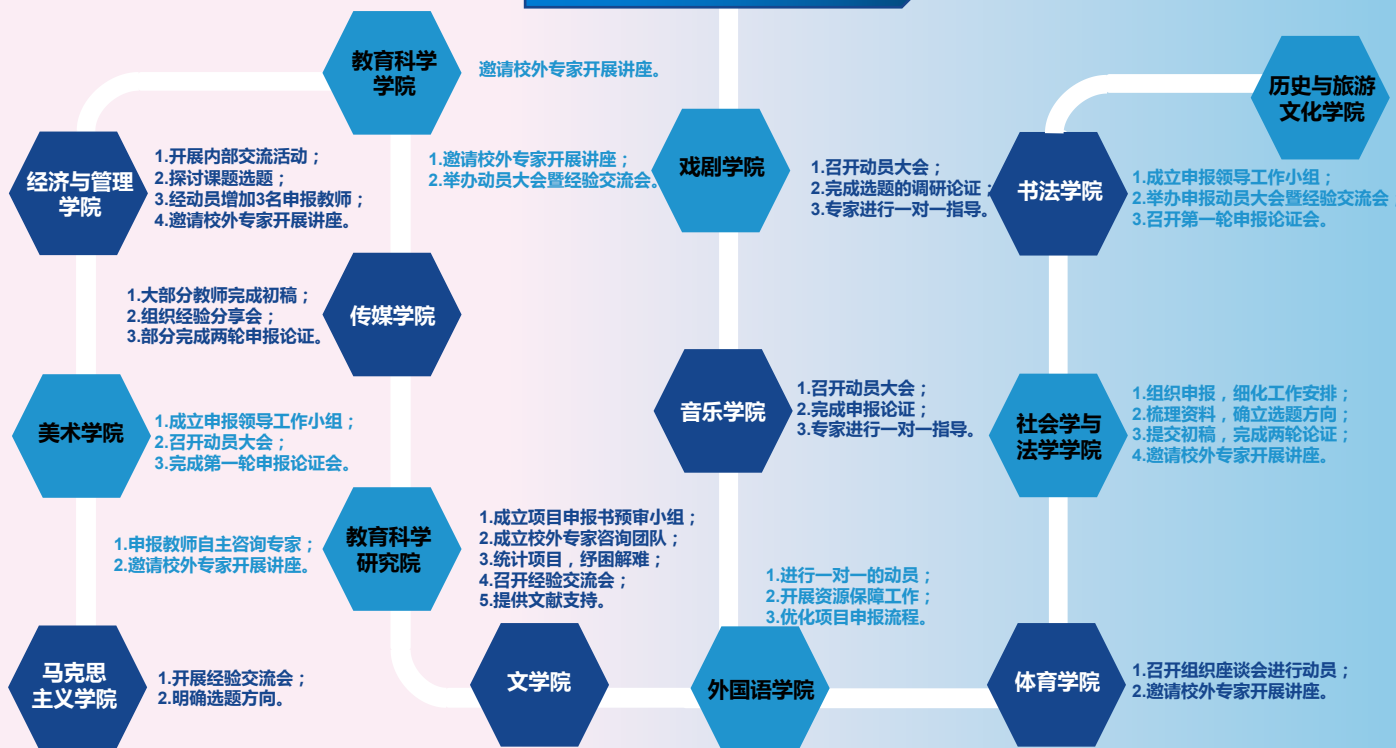 教育科学
学院
邀请校外专家开展讲座。
经济与管理
学院
1.开展内部交流活动；
2.探讨课题选题；
3.经动员增加3名申报教师；
4.邀请校外专家开展讲座。
1.邀请校外专家开展讲座；
2.举办动员大会暨经验交流会。
戏剧学院
1.召开动员大会；
2.完成选题的调研论证；
3.专家进行一对一指导。
书法学院
历史与旅游
文化学院
1.成立申报领导工作小组；
2.举办申报动员大会暨经验交流会
3.召开第一轮申报论证会。
1.大部分教师完成初稿；
2.组织经验分享会；
3.部分完成两轮申报论证。
传媒学院
美术学院
1.成立申报领导工作小组；
2.召开动员大会；
3.完成第一轮申报论证会。
音乐学院
1.召开动员大会；
2.完成申报论证；
3.专家进行一对一指导。
社会学与
法学学院
1.组织申报，细化工作安排；
2.梳理资料，确立选题方向；
3.提交初稿，完成两轮论证；
4.邀请校外专家开展讲座。
1.申报教师自主咨询专家；
2.邀请校外专家开展讲座。
教育科学
研究院
1.成立项目申报书预审小组；
2.成立校外专家咨询团队；
3.统计项目，纾困解难；
4.召开经验交流会；
5.提供文献支持。
1.进行一对一的动员；
2.开展资源保障工作；
3.优化项目申报流程。
马克思
主义学院
1.开展经验交流会；
2.明确选题方向。
文学院
外国语学院
体育学院
1.召开组织座谈会进行动员；
2.邀请校外专家开展讲座。